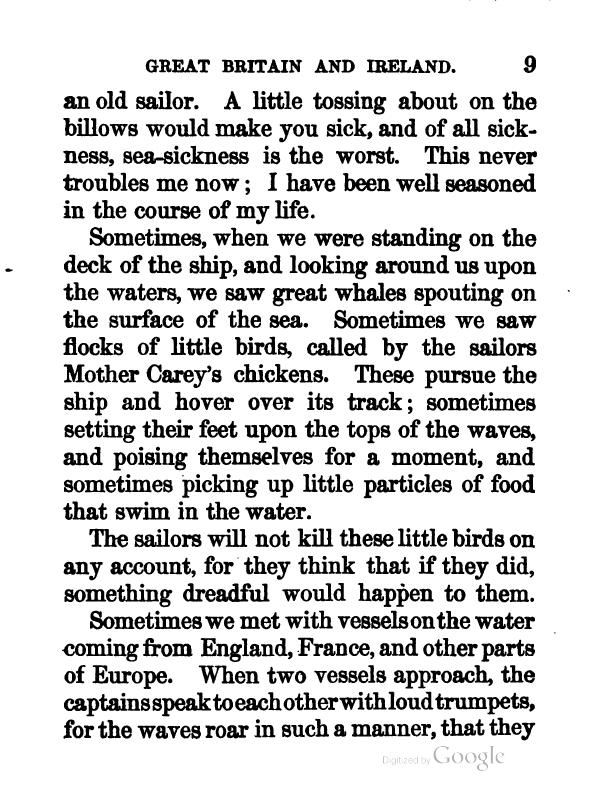 GREAT BRITAIN AND IRELAND. 9
an old sailor. A little tossing about on the
billows would make you sick, and of all sick-
ness, sea-sickness is the worst. This never
troubles me now; I have been well seasoned
in the course of my life.
Sometimes, when we were standing on the
deck of the ship, and looking around us upon
the waters, we saw great whales spouting on
the surface of the sea. Sometimes we saw
flocks of little birds, called by the sailors
Mother Carey's chickens. These pursue the
ship and hover over its track; sometimes
setting their feet upon the tops of the waves,
and poising themselves for a moment, and
sometimes picking up little particles of food
that swim in the water.
The sailors will not kill these little birds on
any account, for they think that if they did,
something dreadful would happen to them.
Sometimes we met with vessels on the water
coming from England, France, and other parts
of Europe. When two vessels approach, the
captains speak to each other with loud trumpets,
for the waves roar in such a manner, that they
Digitized by Google